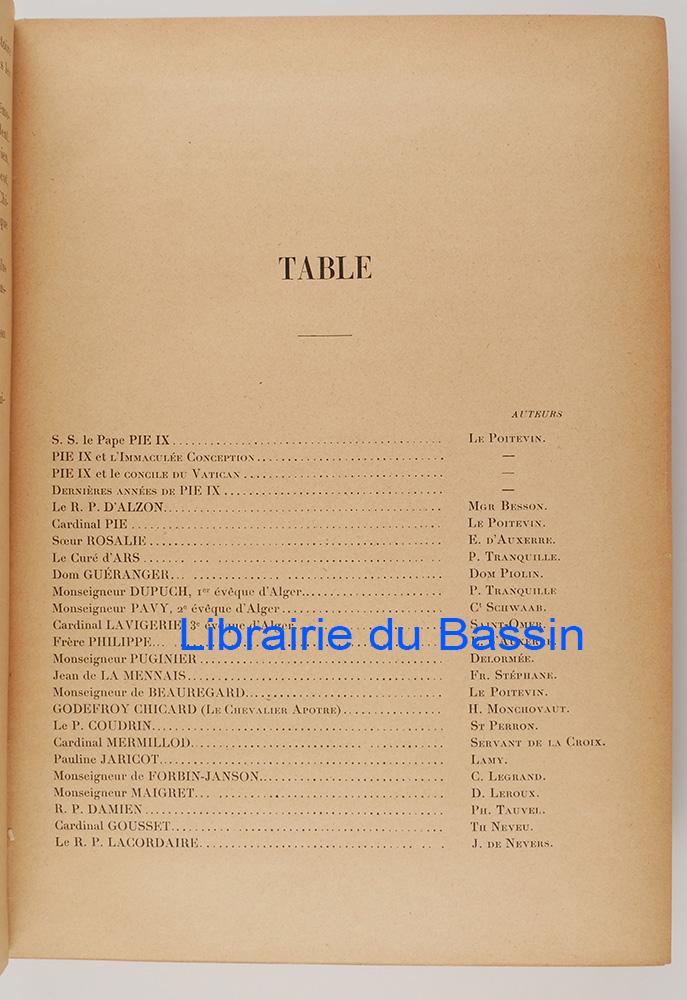 TABLE
AUTEURS
S. S. le Pape PIE IX LE POITEVIN.
PIE IX et l'IMMACULÉE CONCEPTION —
PIE IX et le CONCILE DU VATICAN —
DERNIÈRES ANNÉES DE PIE IX —
Le R. P. D'ALZON MGR BESSON.
Cardinal PIE LE POITEVIN.
Sœur ROSALIE E. D'AUXERRE.
Le Curé d'ARS P. TRANQUILLE.
Dom GUÉRANGER DOM PIOLIN.
Monseigneur DUPUCH, 1er évêque d'Alger P. TRANQUILLE
Monseigneur PAVY, 2e évêque d'Alger Ct SCHWAAB.
Cardinal LAVIGERIE, 3e évêque d'Alger SAINT-OMER.
Librairie du Bassin
Frère PHILIPPE E. D'AUXERRE.
Monseigneur PUGINIER DELORMÉE.
Jean de LA MENNAIS FR. STÉPHANE.
Monseigneur de BEAUREGARD LE POITEVIN.
GODEFROY CHICARD (LE CHEVALIER APOTRE) H. MONCHOVAUT.
Le P. COUDRIN ST PERRON.
Cardinal MERMILLOD SERVANT DE LA CROIX.
Pauline JARICOT LAMY.
Monseigneur de FORBIN-JANSON C. LEGRAND.
Monseigneur MAIGRET D. LEROUX.
R. P. DAMIEN PH. TAUVEL.
Cardinal GOUSSET TH NEVEU.
Le R. P. LACORDAIRE J. DE NEVERS.